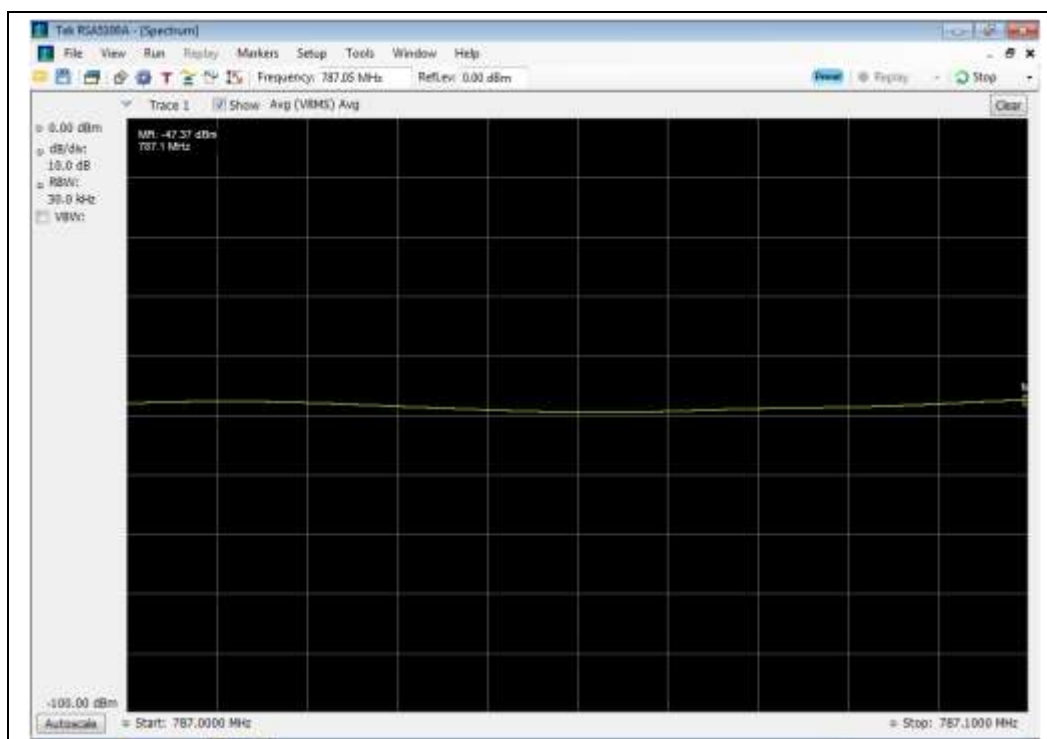 Tek RSA5100A - [Spectrum]
File View Run Replay Markers Setup Tools Window Help
Frequency: 787.05 MHz RefLev: 0.00 dBm Preset Replay Stop
Trace 1 Show Avg (VRMS) Avg Clear
0.00 dBm
dB/div:
10.0 dB
RBW:
30.0 kHz
VBW:
MR: -47.37 dBm
787.1 MHz
-100.00 dBm
Autoscale Start: 787.0000 MHz Stop: 787.1000 MHz